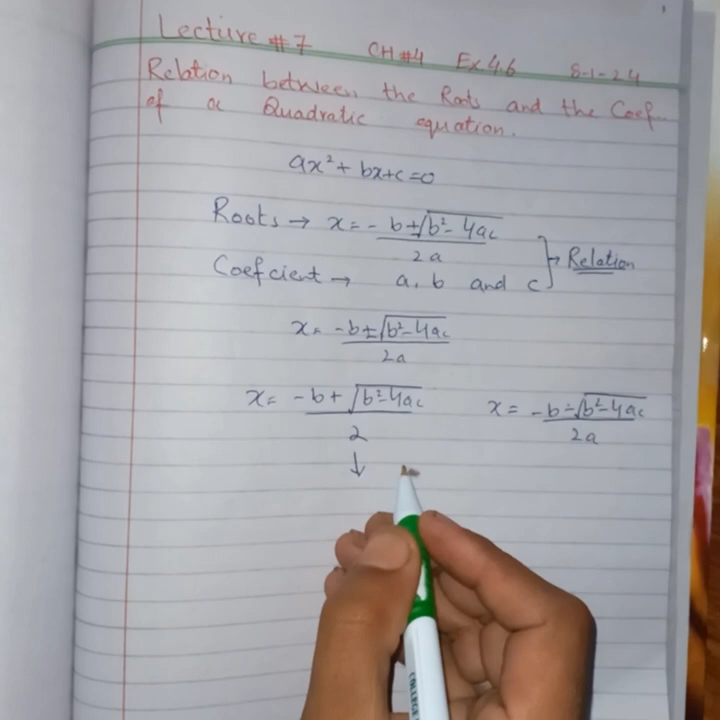 Lecture #7 CH#4 Ex 4.6 8-1-24
Relation between the Roots and the Coef
of a Quadratic equation.
ax² + bx+c=0
Roots → x = -b±√b²-4ac / 2a
Coefcient → a, b and c → Relation
x = -b±√b²-4ac / 2a
x = -b+√b²-4ac / 2 x = -b-√b²-4ac / 2a
↓
COLLEGE